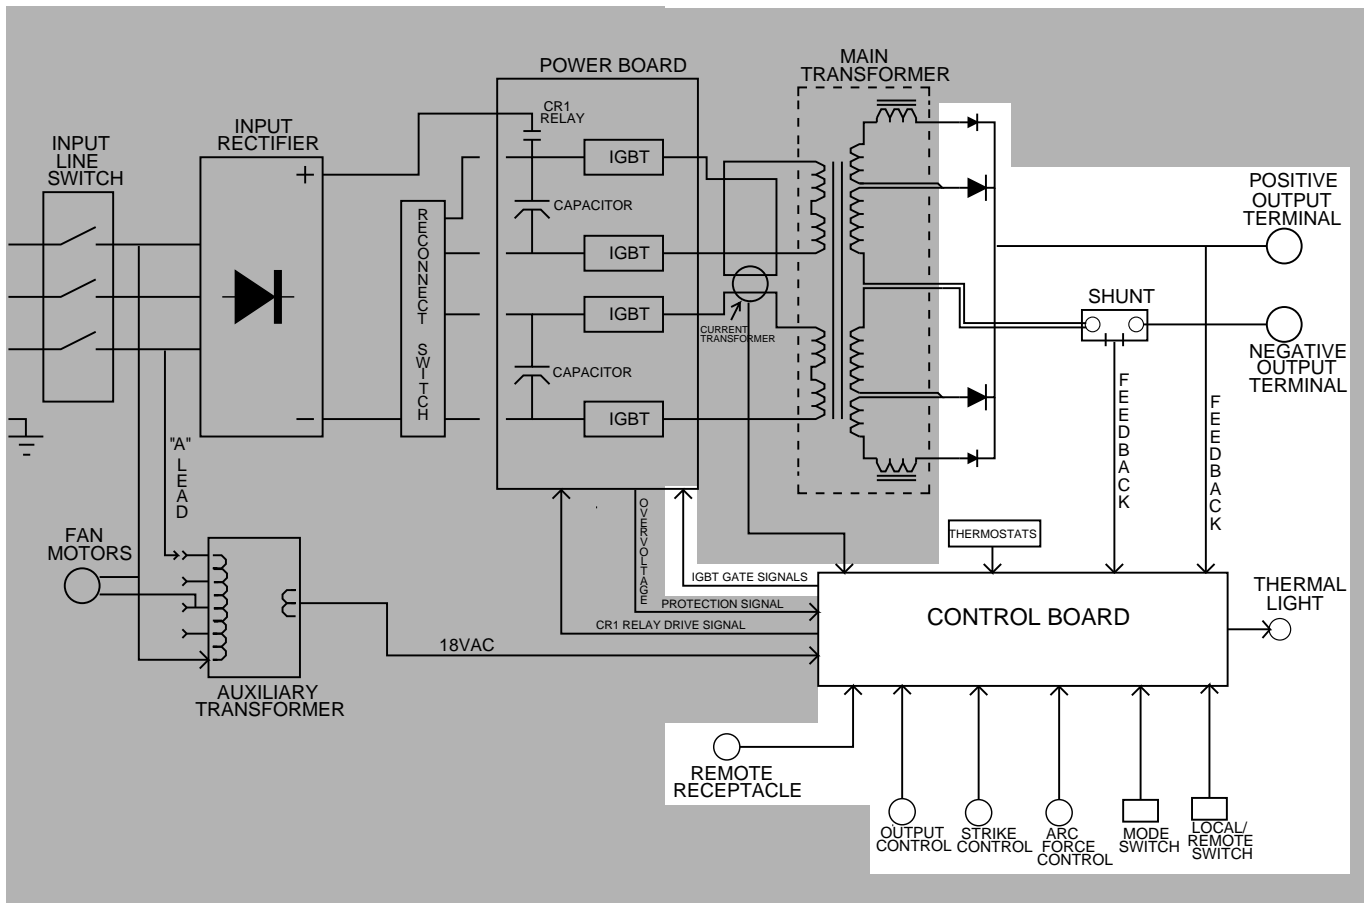 POWER BOARD
MAIN
TRANSFORMER
CR1
RELAY
INPUT
RECTIFIER
INPUT
LINE
SWITCH
+
IGBT
CAPACITOR
IGBT
IGBT
CAPACITOR
IGBT
RECONNECT SWITCH
CURRENT
TRANSFORMER
POSITIVE
OUTPUT
TERMINAL
SHUNT
NEGATIVE
OUTPUT
TERMINAL
FEEDBACK
FEEDBACK
"A" LEAD
FAN
MOTORS
OVERVOLTAGE
THERMOSTATS
IGBT GATE SIGNALS
PROTECTION SIGNAL
CR1 RELAY DRIVE SIGNAL
18VAC
CONTROL BOARD
THERMAL
LIGHT
AUXILIARY
TRANSFORMER
REMOTE
RECEPTACLE
OUTPUT
CONTROL
STRIKE
CONTROL
ARC
FORCE
CONTROL
MODE
SWITCH
LOCAL/
REMOTE
SWITCH